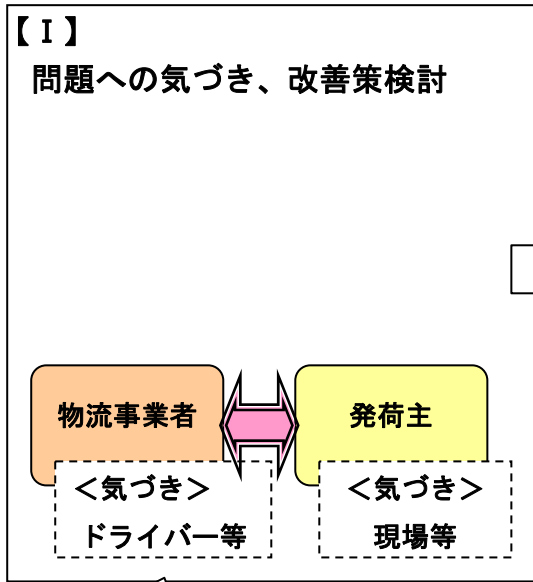 【Ⅰ】
問題への気づき、改善策検討
物流事業者
発荷主
＜気づき＞
ドライバー等
＜気づき＞
現場等